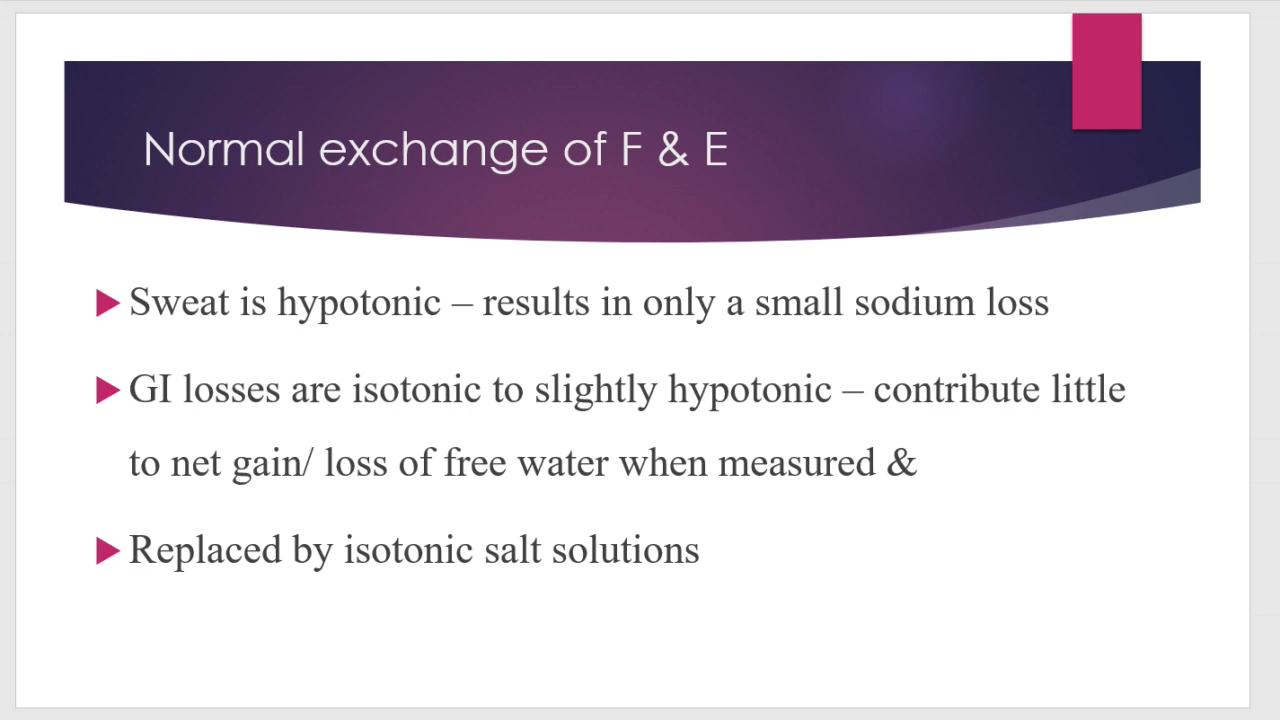 Normal exchange of F & E
Sweat is hypotonic – results in only a small sodium loss
GI losses are isotonic to slightly hypotonic – contribute little
to net gain/ loss of free water when measured &
Replaced by isotonic salt solutions